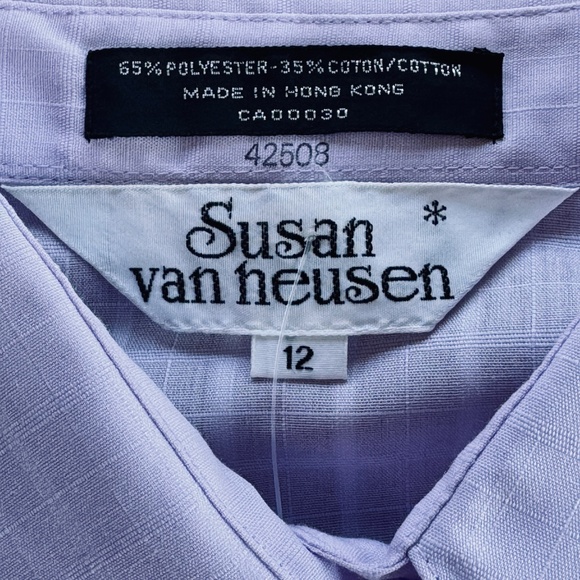 65% POLYESTER-35% COTON/COTTON
MADE IN HONG KONG
CA00030
42508
Susan *
van heusen
12